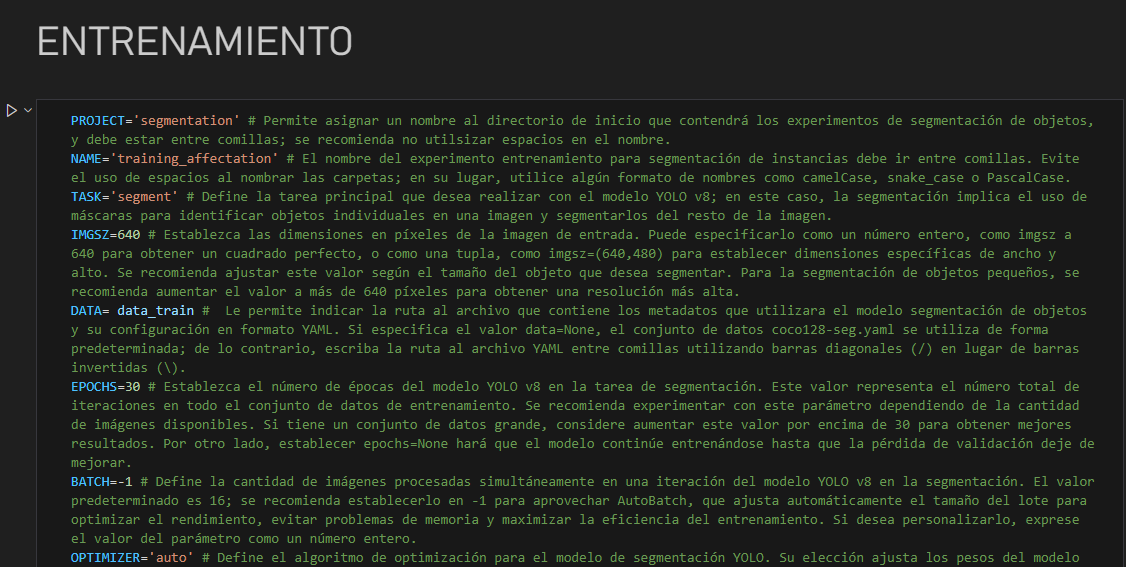 ENTRENAMIENTO
PROJECT='segmentation' # Permite asignar un nombre al directorio de inicio que contendrá los experimentos de segmentación de objetos,
y debe estar entre comillas; se recomienda no utilsizar espacios en el nombre.
NAME='training_affectation' # El nombre del experimento entrenamiento para segmentación de instancias debe ir entre comillas. Evite
el uso de espacios al nombrar las carpetas; en su lugar, utilice algún formato de nombres como camelCase, snake_case o PascalCase.
TASK='segment' # Define la tarea principal que desea realizar con el modelo YOLO v8; en este caso, la segmentación implica el uso de
máscaras para identificar objetos individuales en una imagen y segmentarlos del resto de la imagen.
IMGSZ=640 # Establezca las dimensiones en píxeles de la imagen de entrada. Puede especificarlo como un número entero, como imgsz a
640 para obtener un cuadrado perfecto, o como una tupla, como imgsz=(640,480) para establecer dimensiones específicas de ancho y
alto. Se recomienda ajustar este valor según el tamaño del objeto que desea segmentar. Para la segmentación de objetos pequeños, se
recomienda aumentar el valor a más de 640 píxeles para obtener una resolución más alta.
DATA= data_train #  Le permite indicar la ruta al archivo que contiene los metadatos que utilizara el modelo segmentación de objetos
y su configuración en formato YAML. Si especifica el valor data=None, el conjunto de datos coco128-seg.yaml se utiliza de forma
predeterminada; de lo contrario, escriba la ruta al archivo YAML entre comillas utilizando barras diagonales (/) en lugar de barras
invertidas (\).
EPOCHS=30 # Establezca el número de épocas del modelo YOLO v8 en la tarea de segmentación. Este valor representa el número total de
iteraciones en todo el conjunto de datos de entrenamiento. Se recomienda experimentar con este parámetro dependiendo de la cantidad
de imágenes disponibles. Si tiene un conjunto de datos grande, considere aumentar este valor por encima de 30 para obtener mejores
resultados. Por otro lado, establecer epochs=None hará que el modelo continúe entrenándose hasta que la pérdida de validación deje de
mejorar.
BATCH=-1 # Define la cantidad de imágenes procesadas simultáneamente en una iteración del modelo YOLO v8 en la segmentación. El valor
predeterminado es 16; se recomienda establecerlo en -1 para aprovechar AutoBatch, que ajusta automáticamente el tamaño del lote para
optimizar el rendimiento, evitar problemas de memoria y maximizar la eficiencia del entrenamiento. Si desea personalizarlo, exprese
el valor del parámetro como un número entero.
OPTIMIZER='auto' # Define el algoritmo de optimización para el modelo de segmentación YOLO. Su elección ajusta los pesos del modelo